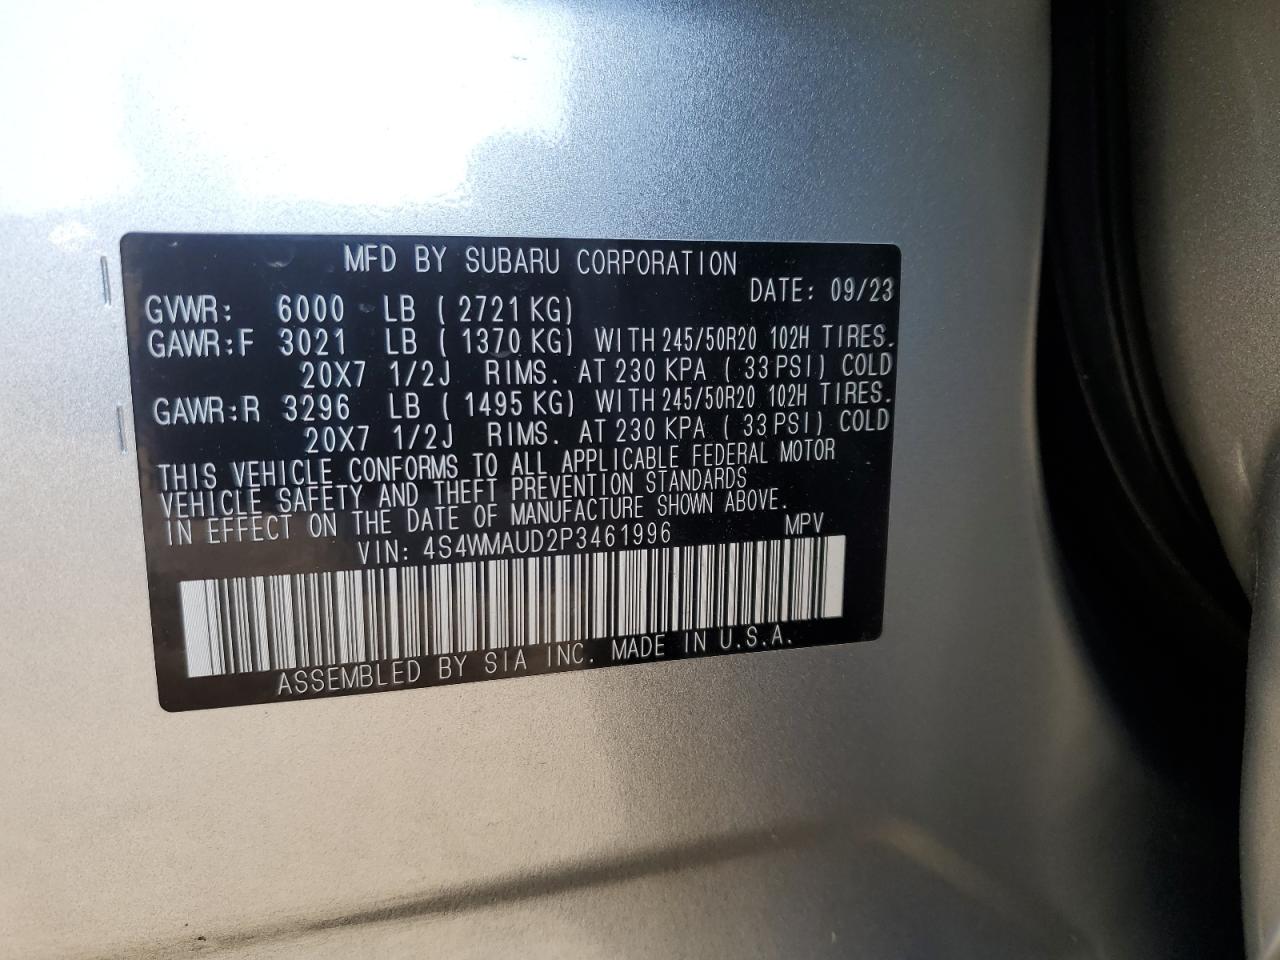 MFD BY SUBARU CORPORATION
DATE: 09/23
GVWR: 6000 LB ( 2721 KG)
GAWR:F 3021 LB ( 1370 KG) WITH 245/50R20 102H TIRES.
20X7 1/2J RIMS. AT 230 KPA ( 33 PSI) COLD
GAWR:R 3296 LB ( 1495 KG) WITH 245/50R20 102H TIRES.
20X7 1/2J RIMS. AT 230 KPA ( 33 PSI) COLD
THIS VEHICLE CONFORMS TO ALL APPLICABLE FEDERAL MOTOR
VEHICLE SAFETY AND THEFT PREVENTION STANDARDS
IN EFFECT ON THE DATE OF MANUFACTURE SHOWN ABOVE.
VIN: 4S4WMAUD2P3461996 MPV
ASSEMBLED BY SIA INC. MADE IN U.S.A.